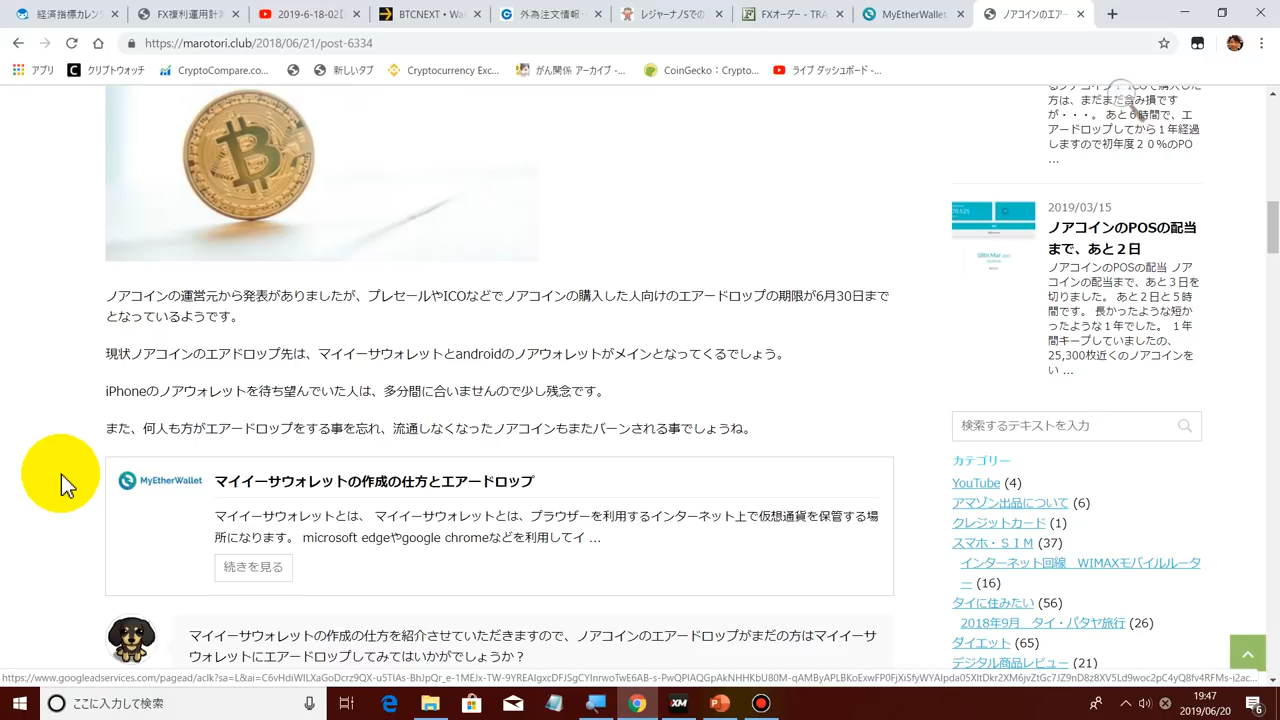 経済指標カレン
FX複利運用計算
2019-6-18-02【
BTCNEXT・Wa
外為注文情報・
レジャーナSでの
FXオーダー・
MyEtherWallet
ノアコインのエアー
https://marotori.club/2018/06/21/post-6334
アプリ
クリプトウォッチ
CryptoCompare.co...
新しいタブ
Cryptocurrency Exc...
がん関係 アーカイブ -...
CoinGecko：Crypto...
ライブ ダッシュボード -...
方は、まだまだ含み損です
が・・・。 あと６時間で、エ
アードロップしてから１年経過
しますので初年度２０％のPO
...
2019/03/15
ノアコインのPOSの配当
まで、あと２日
ノアコインのPOSの配当 ノア
コインの配当まで、あと３日を
切りました。 あと２日と５時
間です。 長かったような短か
ったような１年でした。 １年
間キープしていましたの、
25,300枚近くのノアコインを
い ...
ノアコインの運営元から発表がありましたが、プレセールやICOなどでノアコインの購入した人向けのエアードロップの期限が6月30日まで
となっているようです。
現状ノアコインのエアドロップ先は、マイイーサウォレットとandroidのノアウォレットがメインとなってくるでしょう。
iPhoneのノアウォレットを待ち望んでいた人は、多分間に合いませんので少し残念です。
また、何人も方がエアードロップをする事を忘れ、流通しなくなったノアコインもまたバーンされる事でしょうね。
MyEtherWallet
マイイーサウォレットの作成の仕方とエアードロップ
マイイーサウォレットとは、 マイイーサウォレットとは、ブラウザーを利用するインターネット上で仮想通貨を保管する場
所になります。 microsoft edgeやgoogle chromeなどを利用してイ ...
続きを見る
マイイーサウォレットの作成の仕方を紹介させていただきますので、ノアコインのエアードロップがまだの方はマイイーサ
ウォレットにエアードロップしてみてはいかがでしょうか？
検索するテキストを入力
カテゴリー
YouTube (4)
アマゾン出品について (6)
クレジットカード (1)
スマホ・ＳＩＭ (37)
インターネット回線　WIMAXモバイルルータ
ー (16)
タイに住みたい (56)
2018年9月　タイ・パタヤ旅行 (26)
ダイエット (65)
デジタル商品レビュー (21)
ここに入力して検索
19:47
2019/06/20
6